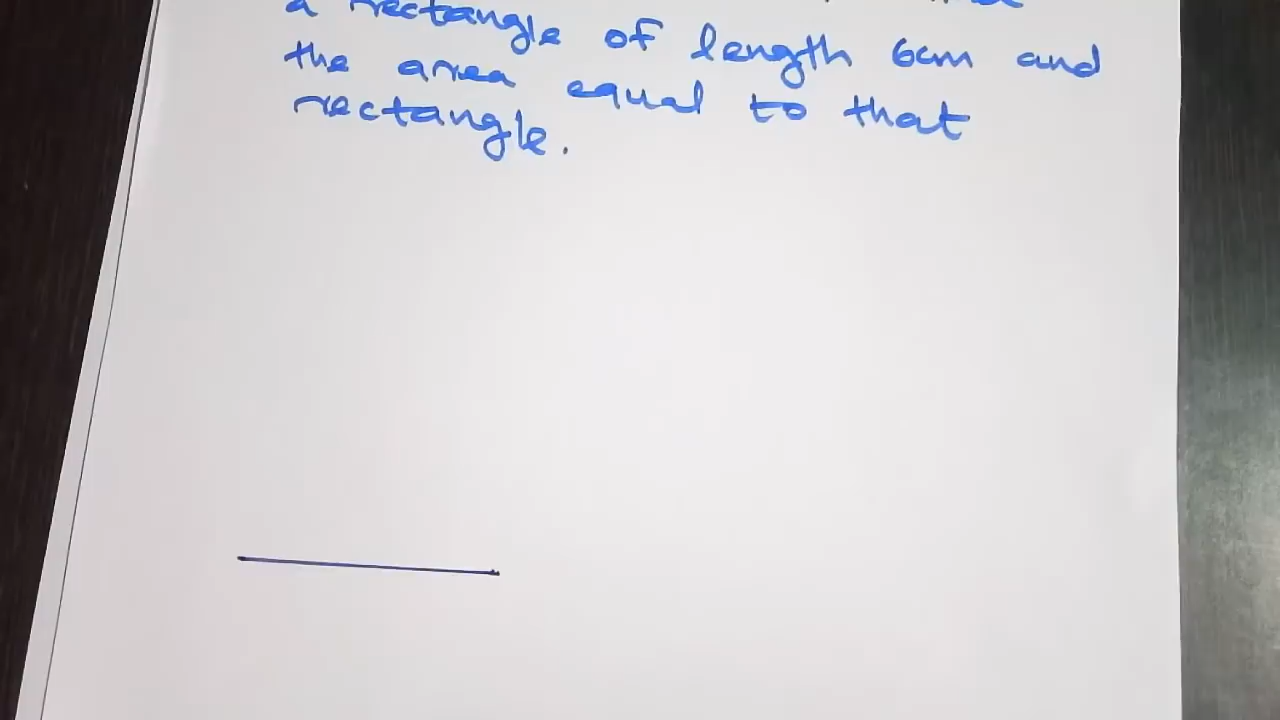 a rectangle of length 6cm and
the area equal to that
rectangle.